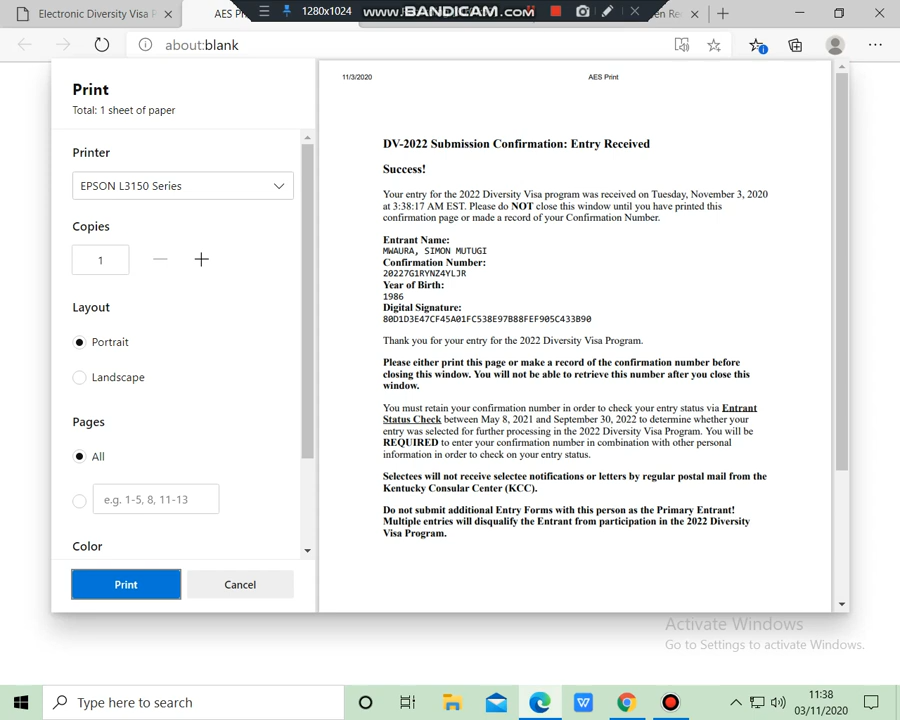 Electronic Diversity Visa P
AES Pr
1280x1024
www.BANDICAM.com
en Re
about:blank
Print
Total: 1 sheet of paper
Printer
EPSON L3150 Series
Copies
1
Layout
Portrait
Landscape
Pages
All
e.g. 1-5, 8, 11-13
Color
Print
Cancel
11/3/2020
AES Print
DV-2022 Submission Confirmation: Entry Received
Success!
Your entry for the 2022 Diversity Visa program was received on Tuesday, November 3, 2020
at 3:38:17 AM EST. Please do NOT close this window until you have printed this
confirmation page or made a record of your Confirmation Number.
Entrant Name:
MWAURA, SIMON MUTUGI
Confirmation Number:
20227G1RYNZ4YLJR
Year of Birth:
1986
Digital Signature:
80D1D3E47CF45A01FC538E97B88FEF905C433B90
Thank you for your entry for the 2022 Diversity Visa Program.
Please either print this page or make a record of the confirmation number before
closing this window. You will not be able to retrieve this number after you close this
window.
You must retain your confirmation number in order to check your entry status via Entrant
Status Check between May 8, 2021 and September 30, 2022 to determine whether your
entry was selected for further processing in the 2022 Diversity Visa Program. You will be
REQUIRED to enter your confirmation number in combination with other personal
information in order to check on your entry status.
Selectees will not receive selectee notifications or letters by regular postal mail from the
Kentucky Consular Center (KCC).
Do not submit additional Entry Forms with this person as the Primary Entrant!
Multiple entries will disqualify the Entrant from participation in the 2022 Diversity
Visa Program.
Activate Windows
Go to Settings to activate Windows.
Type here to search
11:38
03/11/2020